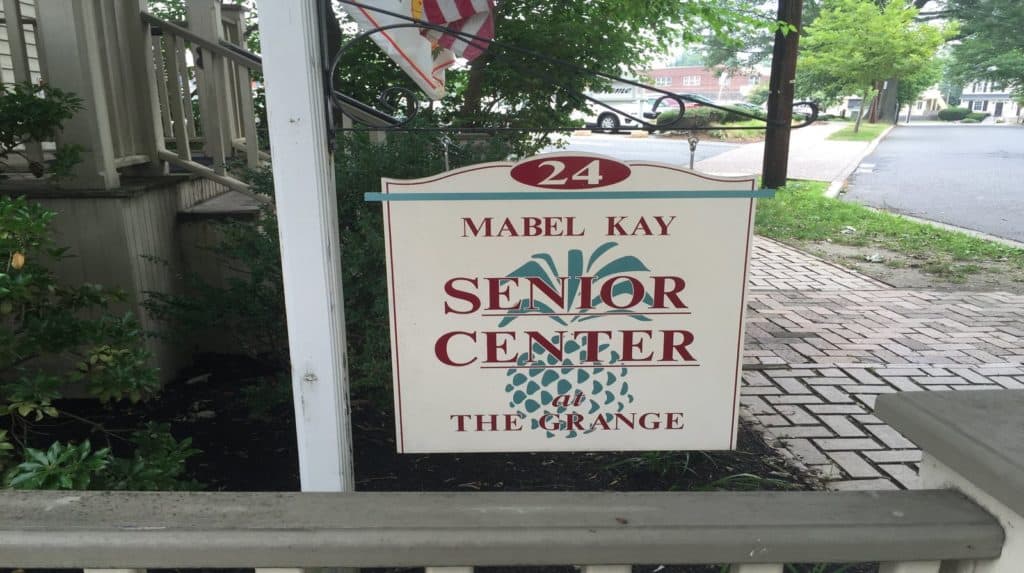 24
MABEL KAY
SENIOR
CENTER
at
THE GRANGE